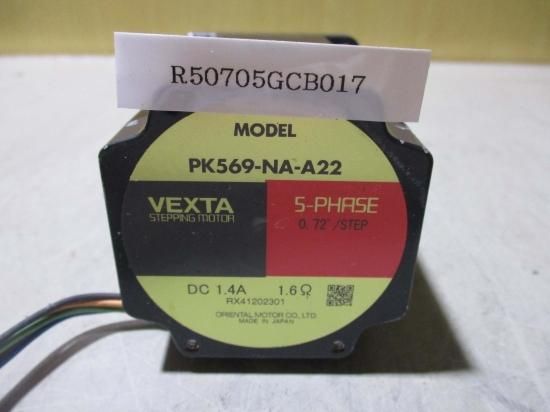 R50705GCB017
MODEL
PK569-NA-A22
VEXTA
STEPPING MOTOR
5-PHASE
0.72°/STEP
DC 1.4A 1.6Ω
RX41202301
ORIENTAL MOTOR CO., LTD.
MADE IN JAPAN